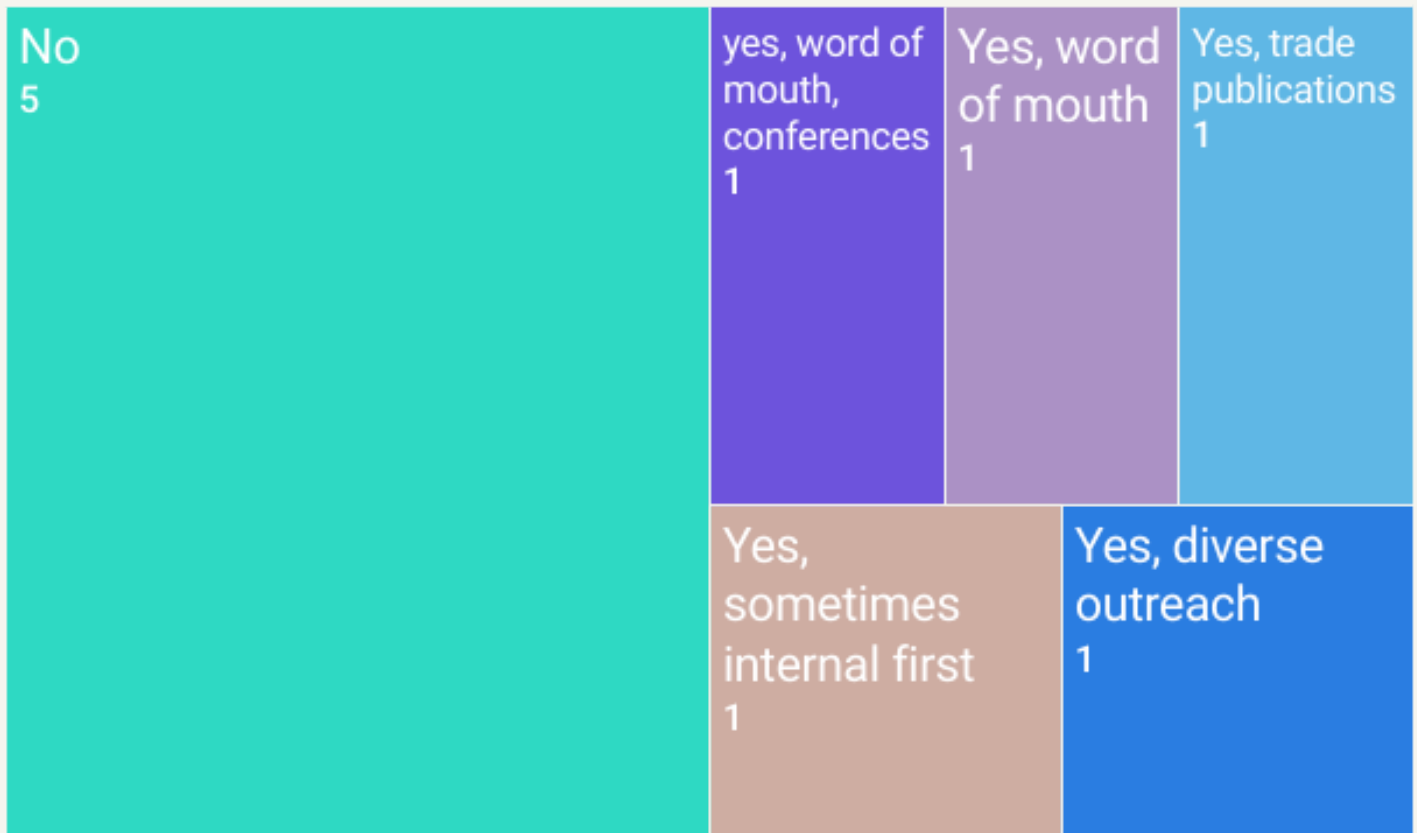 No
5
yes, word of
mouth,
conferences
1
Yes, word
of mouth
1
Yes, trade
publications
1
Yes,
sometimes
internal first
1
Yes, diverse
outreach
1